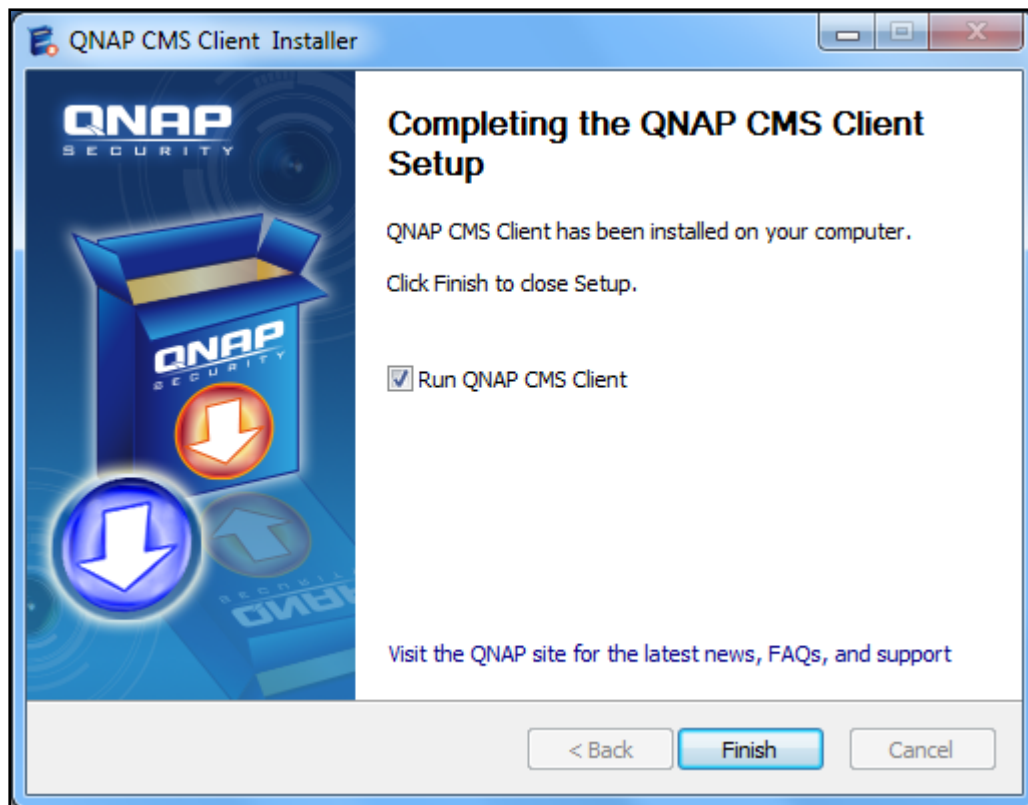 QNAP CMS Client Installer
QNAP
SECURITY
Completing the QNAP CMS Client
Setup
QNAP CMS Client has been installed on your computer.
Click Finish to close Setup.
QNAP
SECURITY
Run QNAP CMS Client
SECURITY
QNAP
Visit the QNAP site for the latest news, FAQs, and support
< Back
Finish
Cancel